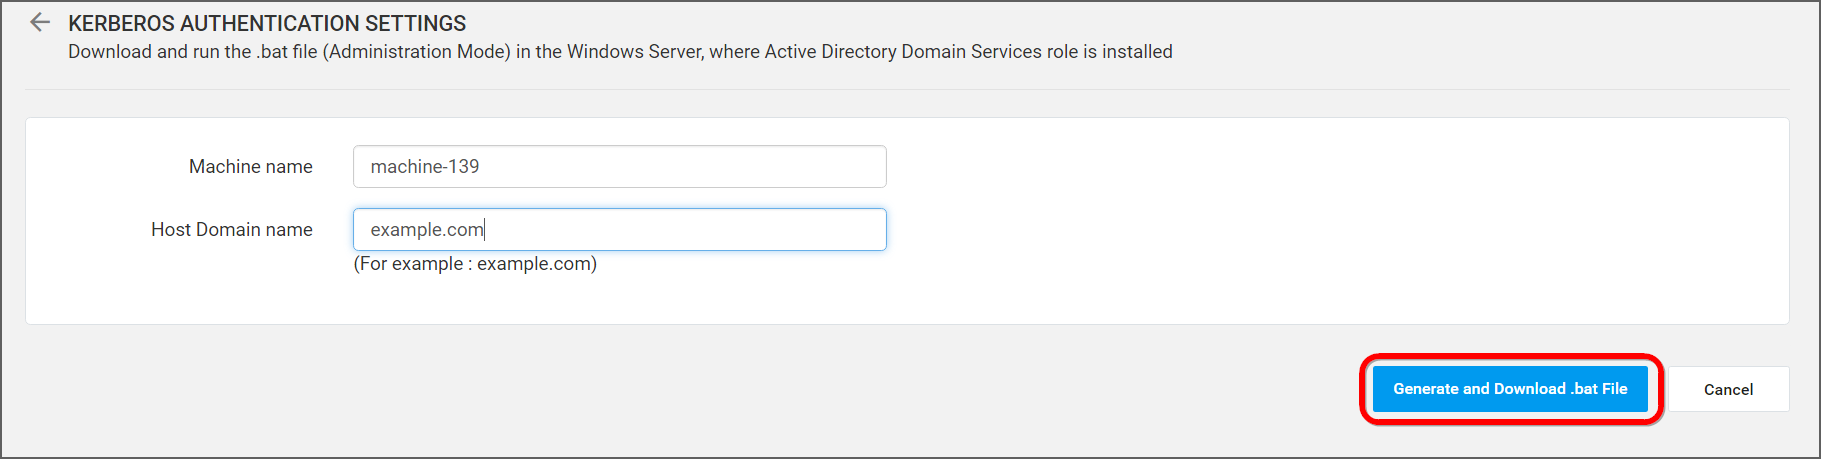 KERBEROS AUTHENTICATION SETTINGS
Download and run the .bat file (Administration Mode) in the Windows Server, where Active Directory Domain Services role is installed
Machine name machine-139
Host Domain name example.com
(For example : example.com)
Generate and Download .bat File Cancel